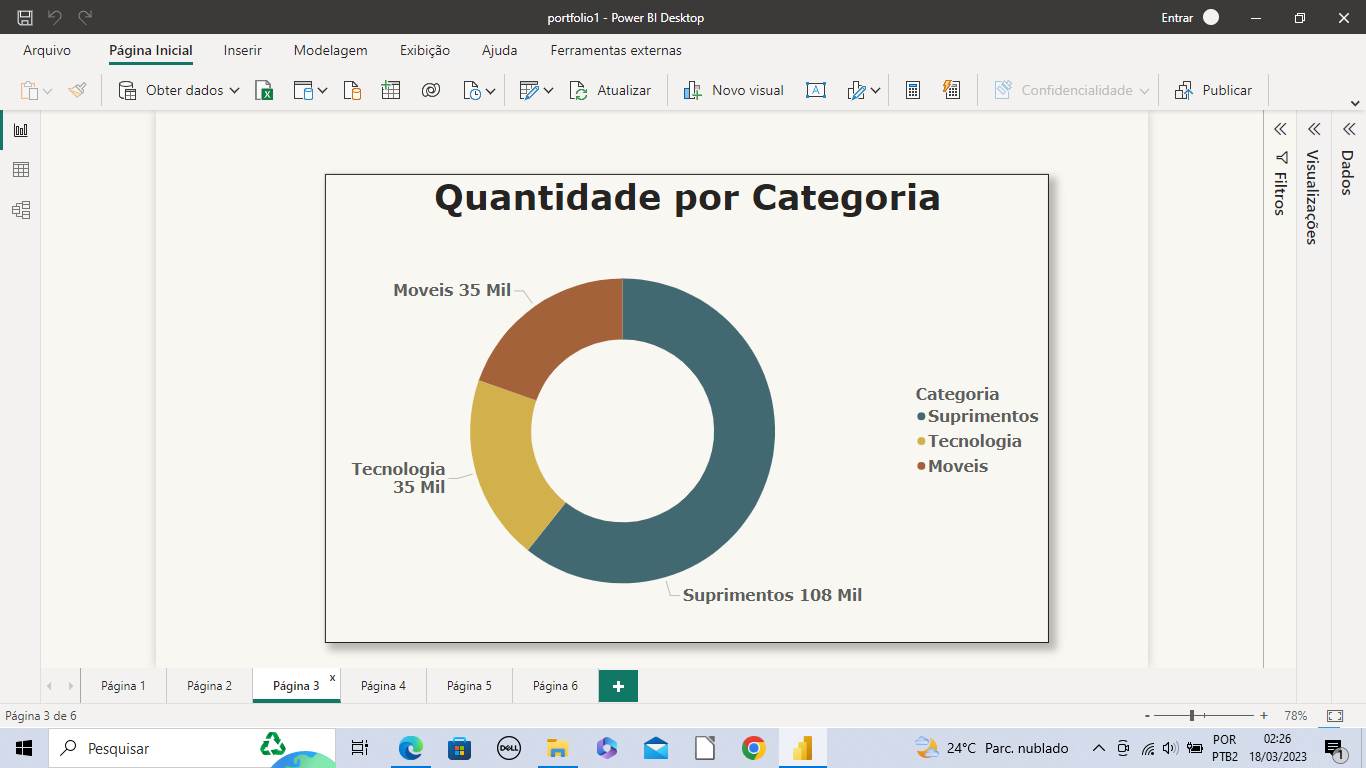 portfolio1 - Power BI Desktop
Entrar
Arquivo
Página Inicial
Inserir
Modelagem
Exibição
Ajuda
Ferramentas externas
Obter dados
Atualizar
Novo visual
Confidencialidade
Publicar
Quantidade por Categoria
Moveis 35 Mil
Tecnologia
35 Mil
Suprimentos 108 Mil
Categoria
Suprimentos
Tecnologia
Moveis
Filtros
Visualizações
Dados
Página 1
Página 2
Página 3
x
Página 4
Página 5
Página 6
+
Página 3 de 6
- + 78%
Pesquisar
DELL
24°C Parc. nublado
POR
PTB2
02:26
18/03/2023
1